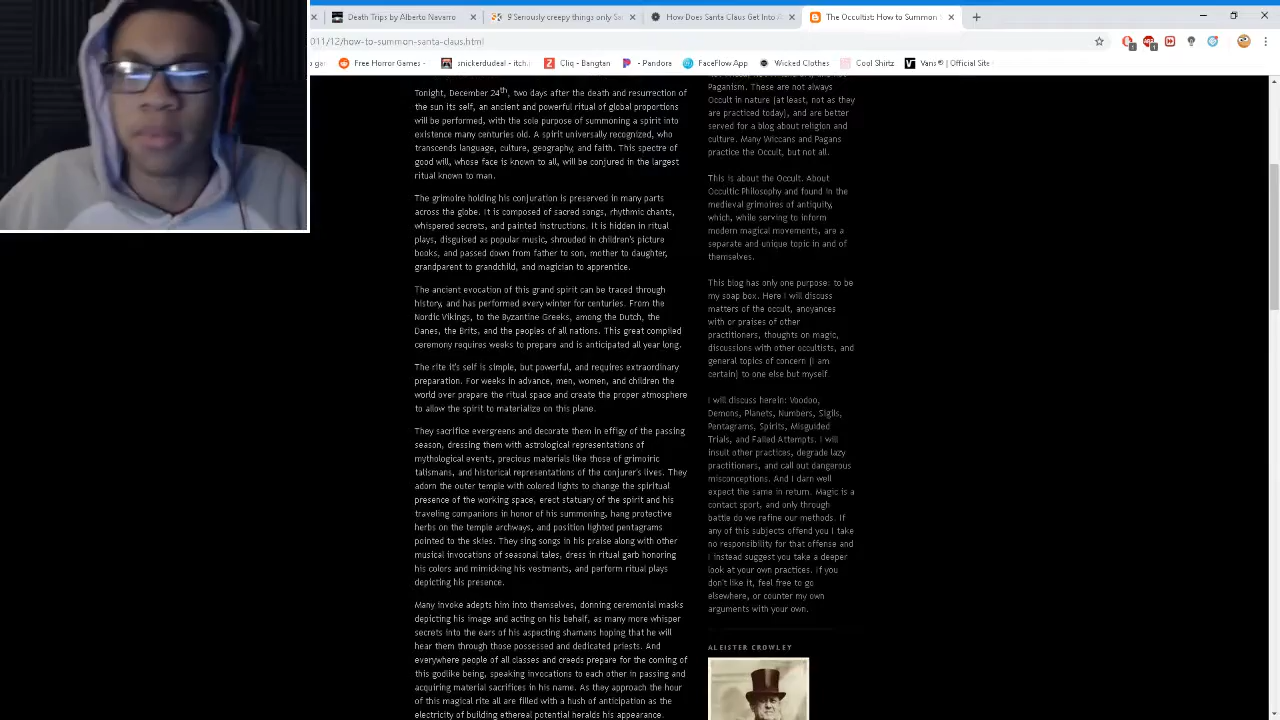 Death Trips by Alberto Navarro
9 Seriously creepy things only Sa
How Does Santa Claus Get Into A
The Occultist: How to Summon
011/12/how-to-summon-santa-claus.html
Free Horror Games -
snickerdudeal - itch.i
Cliq - Bangtan
- Pandora
FaceFlow App
Wicked Clothes
Cool Shirtz
Vans® | Official Site -
Tonight, December 24th, two days after the death and resurrection of
the sun its self, an ancient and powerful ritual of global proportions
will be performed, with the sole purpose of summoning a spirit into
existence many centuries old. A spirit universally recognized, who
transcends language, culture, geography, and faith. This spectre of
good will, whose face is known to all, will be conjured in the largest
ritual known to man.
The grimoire holding his conjuration is preserved in many parts
across the globe. It is composed of sacred songs, rhythmic chants,
whispered secrets, and painted instructions. It is hidden in ritual
plays, disguised as popular music, shrouded in children's picture
books, and passed down from father to son, mother to daughter,
grandparent to grandchild, and magician to apprentice.
The ancient evocation of this grand spirit can be traced through
history, and has performed every winter for centuries. From the
Nordic Vikings, to the Byzantine Greeks, among the Dutch, the
Danes, the Brits, and the peoples of all nations. This great compiled
ceremony requires weeks to prepare and is anticipated all year long.
The rite it's self is simple, but powerful, and requires extraordinary
preparation. For weeks in advance, men, women, and children the
world over prepare the ritual space and create the proper atmosphere
to allow the spirit to materialize on this plane.
They sacrifice evergreens and decorate them in effigy of the passing
season, dressing them with astrological representations of
mythological events, precious materials like those of grimoiric
talismans, and historical representations of the conjurer's lives. They
adorn the outer temple with colored lights to change the spiritual
presence of the working space, erect statuary of the spirit and his
traveling companions in honor of his summoning, hang protective
herbs on the temple archways, and position lighted pentagrams
pointed to the skies. They sing songs in his praise along with other
musical invocations of seasonal tales, dress in ritual garb honoring
his colors and mimicking his vestments, and perform ritual plays
depicting his presence.
Many invoke adepts him into themselves, donning ceremonial masks
depicting his image and acting on his behalf, as many more whisper
secrets into the ears of his aspecting shamans hoping that he will
hear them through those possessed and dedicated priests. And
everywhere people of all classes and creeds prepare for the coming of
this godlike being, speaking invocations to each other in passing and
acquiring material sacrifices in his name. As they approach the hour
of this magical rite all are filled with a hush of anticipation as the
electricity of building ethereal potential heralds his appearance.
Paganism. These are not always
Occult in nature (at least, not as they
are practiced today), and are better
served for a blog about religion and
culture. Many Wiccans and Pagans
practice the Occult, but not all.
This is about the Occult. About
Occultic Philosophy and found in the
medieval grimoires of antiquity,
which, while serving to inform
modern magical movements, are a
separate and unique topic in and of
themselves.
This blog has only one purpose: to be
my soap box. Here I will discuss
matters of the occult, anoyances
with or praises of other
practitioners, thoughts on magic,
discussions with other occultists, and
general topics of concern (I am
certain) to one else but myself.
I will discuss herein: Voodoo,
Demons, Planets, Numbers, Sigils,
Pentagrams, Spirits, Misguided
Trials, and Failed Attempts. I will
insult other practices, degrade lazy
practitioners, and call out dangerous
misconceptions. And I darn well
expect the same in return. Magic is a
contact sport, and only through
battle do we refine our methods. If
any of this subjects offend you I take
no responsibility for that offense and
I instead suggest you take a deeper
look at your own practices. If you
don't like it, feel free to go
elsewhere, or counter my own
arguments with your own.
ALEISTER CROWLEY